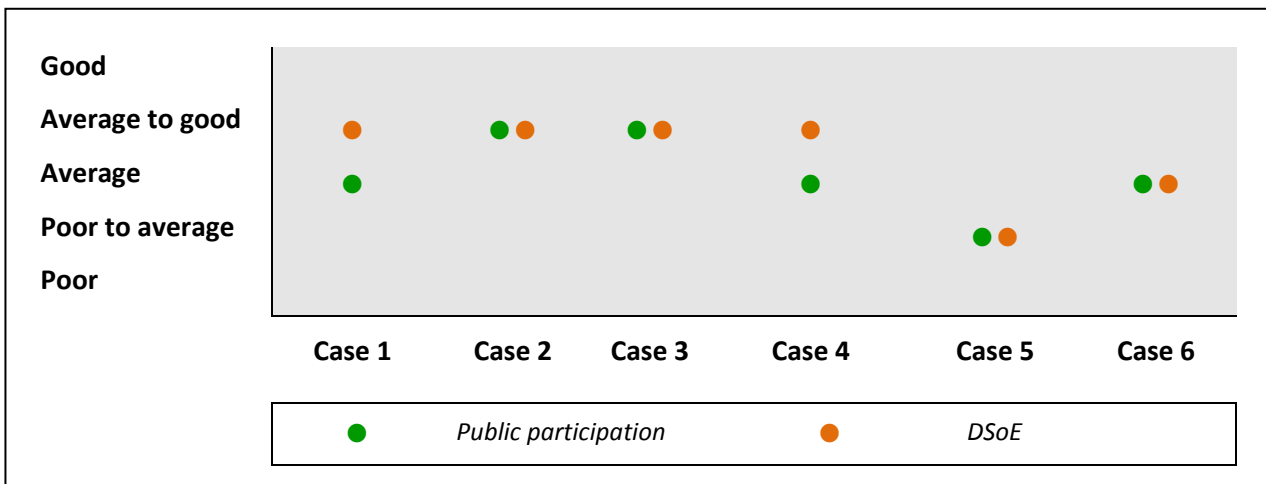 Good
Average to good
Average
Poor to average
Poor
Case 1 Case 2 Case 3 Case 4 Case 5 Case 6
Public participation DSoE